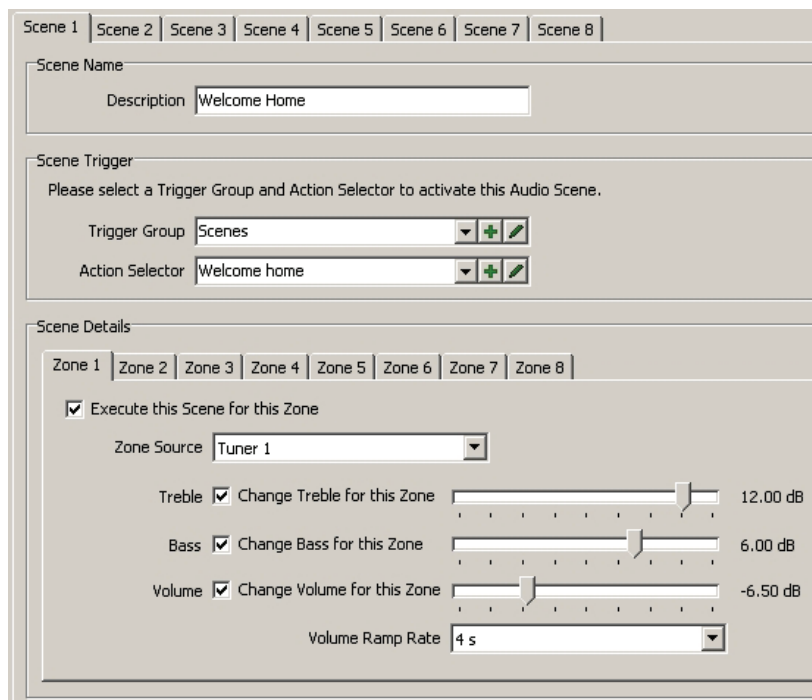 Scene 1 Scene 2 Scene 3 Scene 4 Scene 5 Scene 6 Scene 7 Scene 8
Scene Name
Description Welcome Home
Scene Trigger
Please select a Trigger Group and Action Selector to activate this Audio Scene.
Trigger Group Scenes
Action Selector Welcome home
Scene Details
Zone 1 Zone 2 Zone 3 Zone 4 Zone 5 Zone 6 Zone 7 Zone 8
Execute this Scene for this Zone
Zone Source Tuner 1
Treble Change Treble for this Zone 12.00 dB
Bass Change Bass for this Zone 6.00 dB
Volume Change Volume for this Zone -6.50 dB
Volume Ramp Rate 4 s